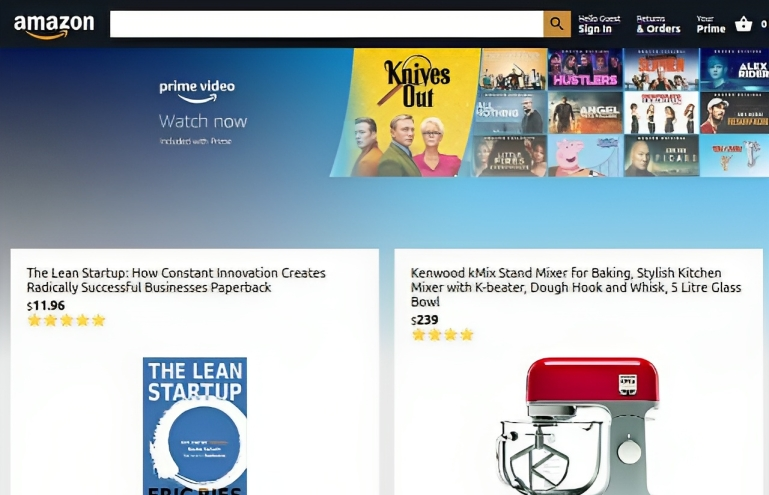 amazon
Hello Guest
Sign In
Returns
& Orders
Your
Prime
0
prime video
Watch now
Included with Prime
Knives
Out
HUSTLERS
ALEX
RIDER
ALL
NOTHING
ANGEL
LITTLE
FIRES
PICARD
The Lean Startup: How Constant Innovation Creates
Radically Successful Businesses Paperback
$11.96
THE LEAN
STARTUP
ERIC RIES
Kenwood kMix Stand Mixer for Baking, Stylish Kitchen
Mixer with K-beater, Dough Hook and Whisk, 5 Litre Glass
Bowl
$239